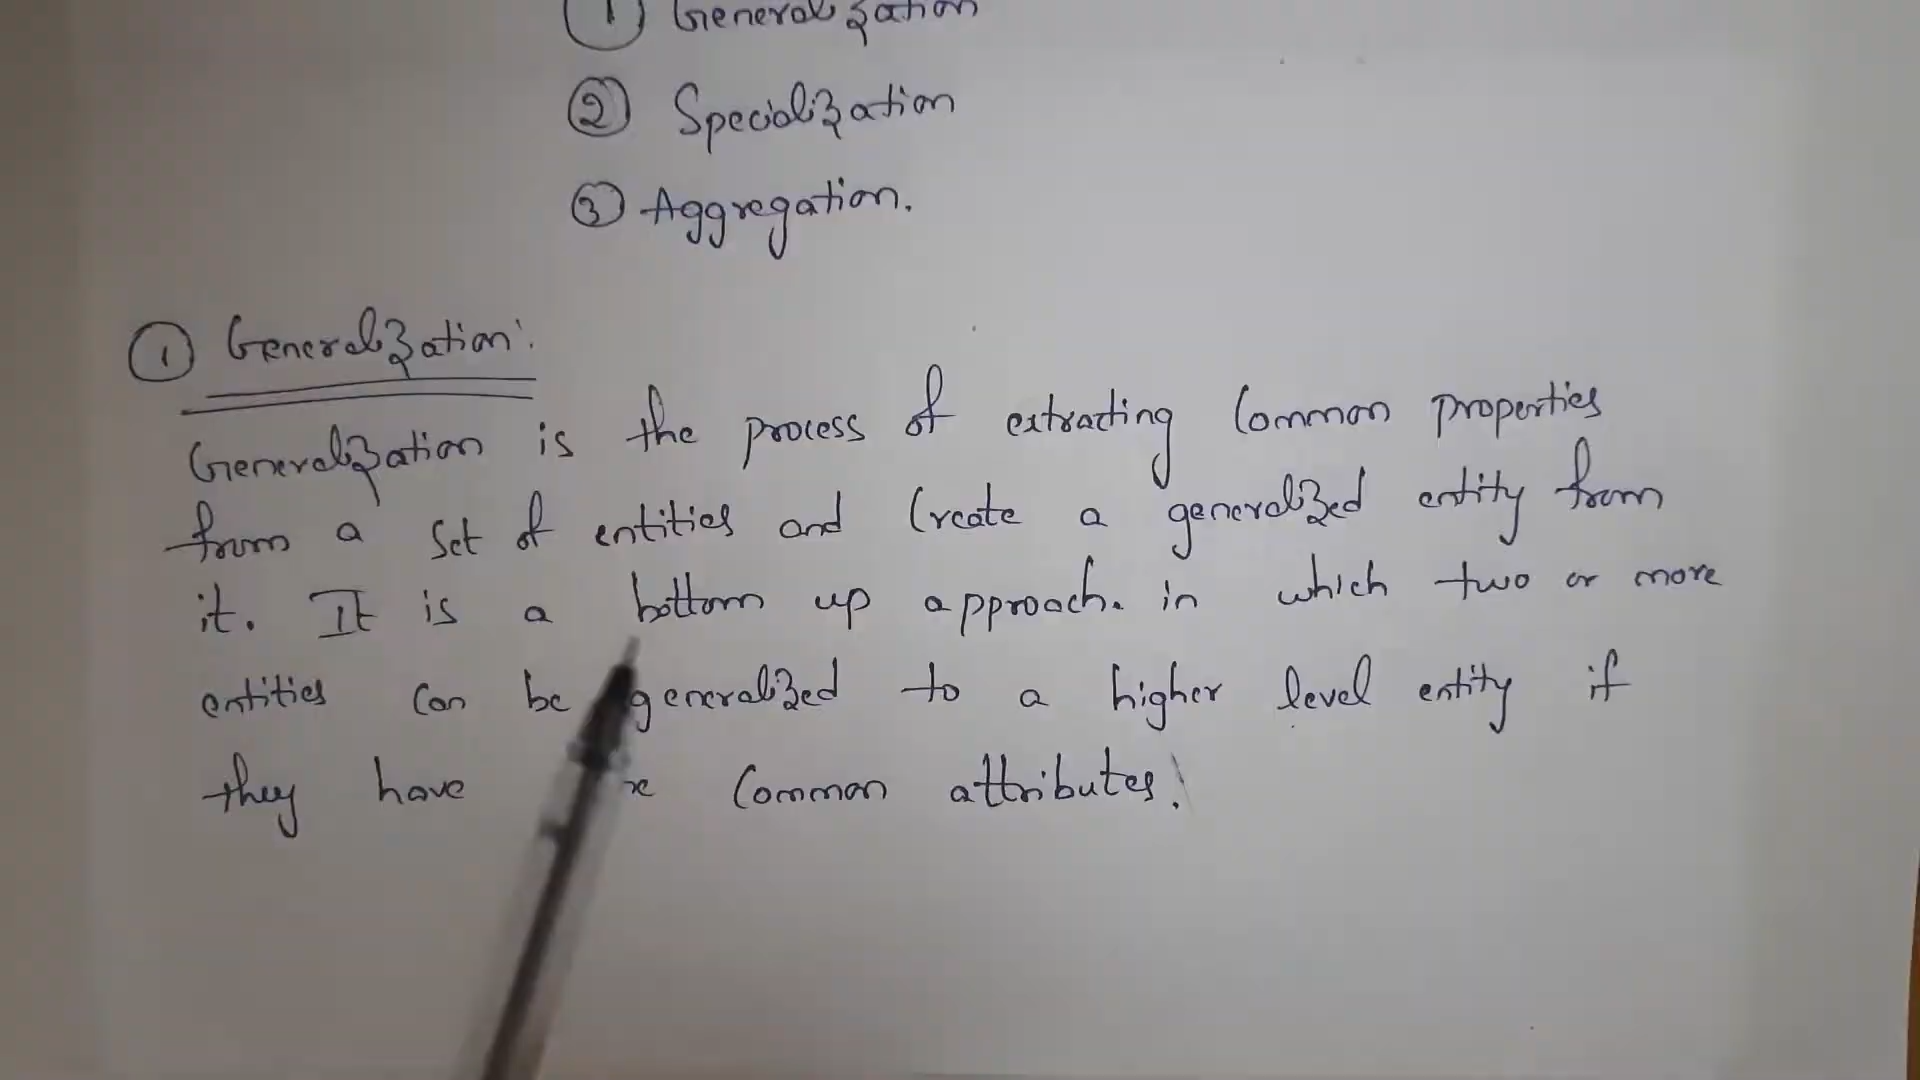 ① Generalization
② Specialization
③ Aggregation.
① Generalization:
Generalization is the process of extracting Common properties
from a set of entities and Create a generalized entity from
it. It is a bottom up approach. in which two or more
entities can be generalized to a higher level entity if
they have Common attributes.